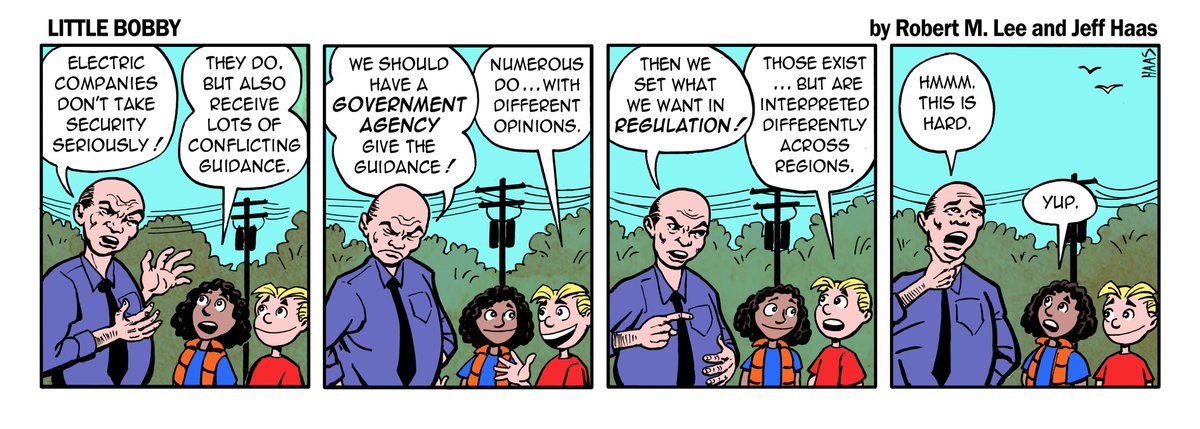 LITTLE BOBBY
by Robert M. Lee and Jeff Haas
ELECTRIC
COMPANIES
DON'T TAKE
SECURITY
SERIOUSLY!
THEY DO.
BUT ALSO
RECEIVE
LOTS OF
CONFLICTING
GUIDANCE.
WE SHOULD
HAVE A
GOVERNMENT
AGENCY
GIVE THE
GUIDANCE!
NUMEROUS
DO...WITH
DIFFERENT
OPINIONS.
THEN WE
SET WHAT
WE WANT IN
REGULATION!
THOSE EXIST
...BUT ARE
INTERPRETED
DIFFERENTLY
ACROSS
REGIONS.
HMMM.
THIS IS
HARD.
YUP.
HAAS